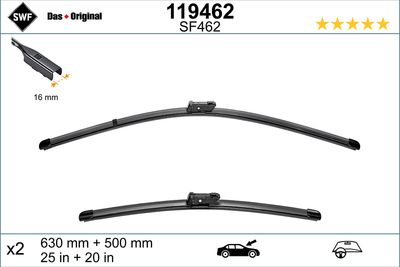 SWF
Das Original
119462
SF462
16 mm
x2
630 mm + 500 mm
25 in + 20 in